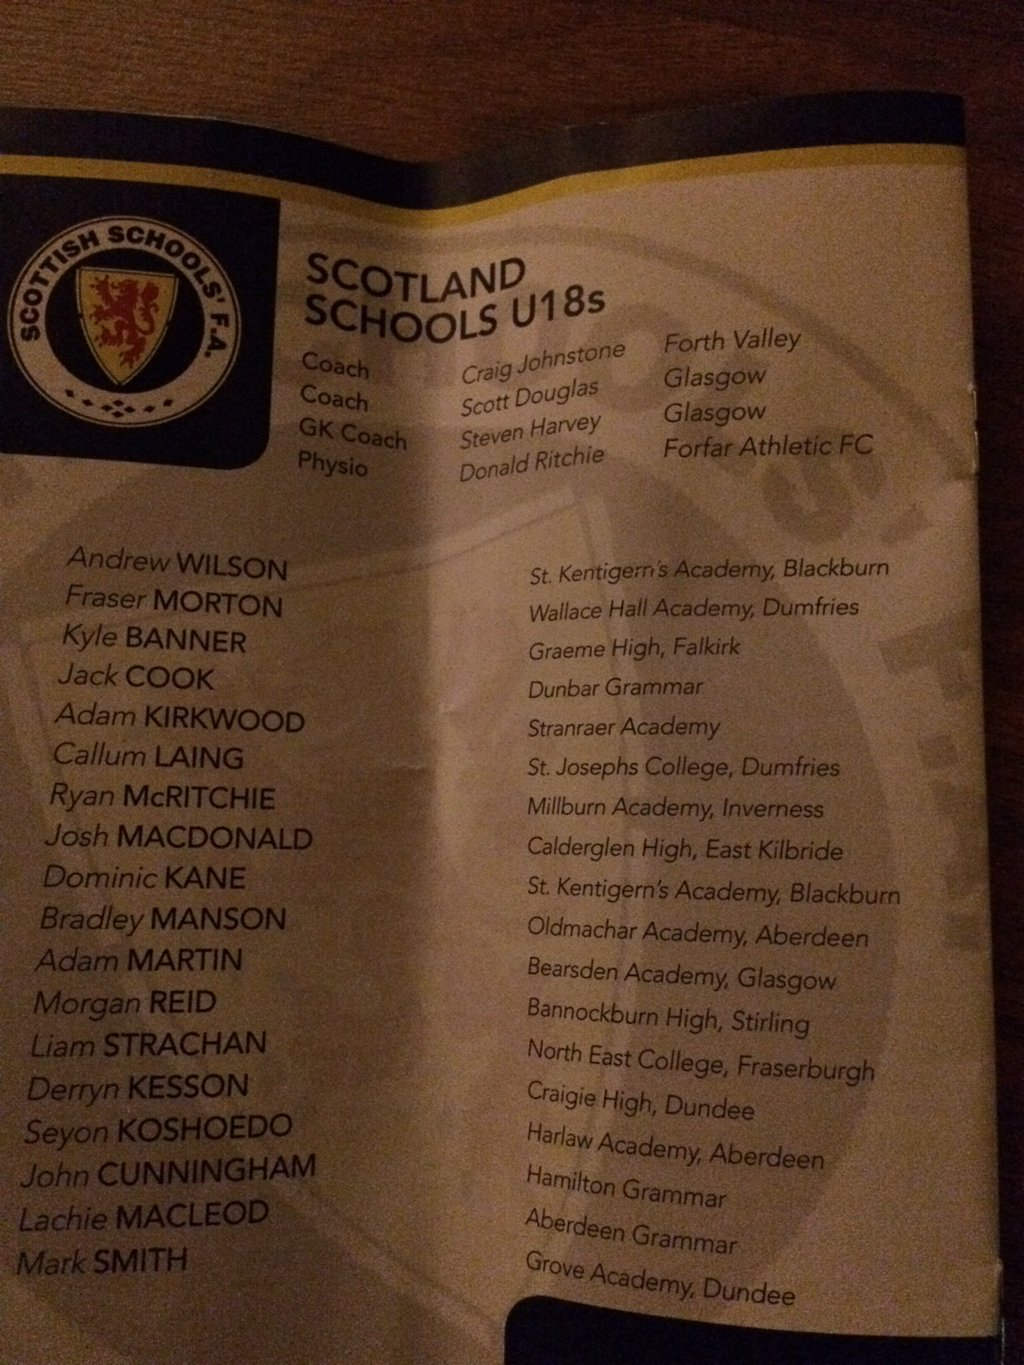 SCOTTISH SCHOOLS' F.A.
SCOTLAND
SCHOOLS U18s
Coach Craig Johnstone Forth Valley
Coach Scott Douglas Glasgow
GK Coach Steven Harvey Glasgow
Physio Donald Ritchie Forfar Athletic FC
Andrew WILSON St. Kentigern's Academy, Blackburn
Fraser MORTON Wallace Hall Academy, Dumfries
Kyle BANNER Graeme High, Falkirk
Jack COOK Dunbar Grammar
Adam KIRKWOOD Stranraer Academy
Callum LAING St. Josephs College, Dumfries
Ryan McRITCHIE Millburn Academy, Inverness
Josh MACDONALD Calderglen High, East Kilbride
Dominic KANE St. Kentigern's Academy, Blackburn
Bradley MANSON Oldmachar Academy, Aberdeen
Adam MARTIN Bearsden Academy, Glasgow
Morgan REID Bannockburn High, Stirling
Liam STRACHAN North East College, Fraserburgh
Derryn KESSON Craigie High, Dundee
Seyon KOSHOEDO Harlaw Academy, Aberdeen
John CUNNINGHAM Hamilton Grammar
Lachie MACLEOD Aberdeen Grammar
Mark SMITH Grove Academy, Dundee